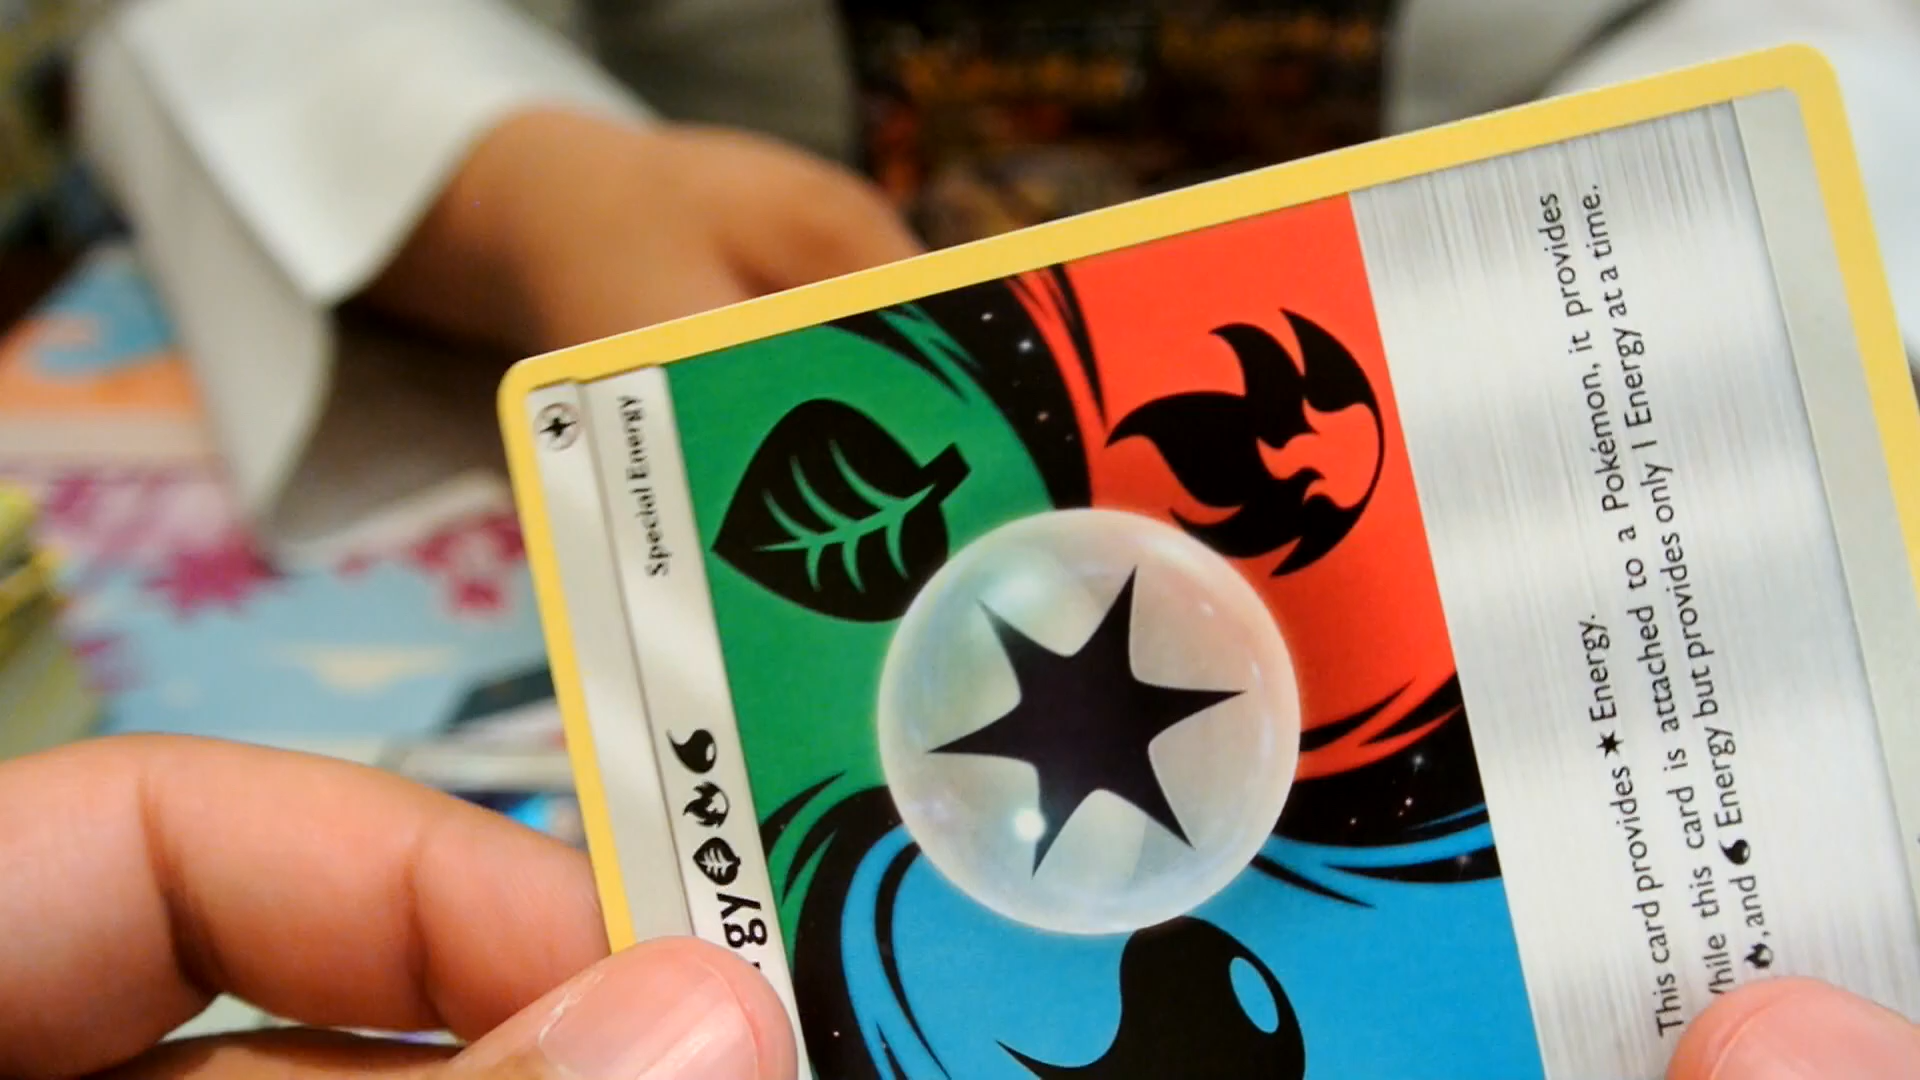 Special Energy
gy
This card provides Energy.
While this card is attached to a Pokémon, it provides
, and Energy but provides only 1 Energy at a time.